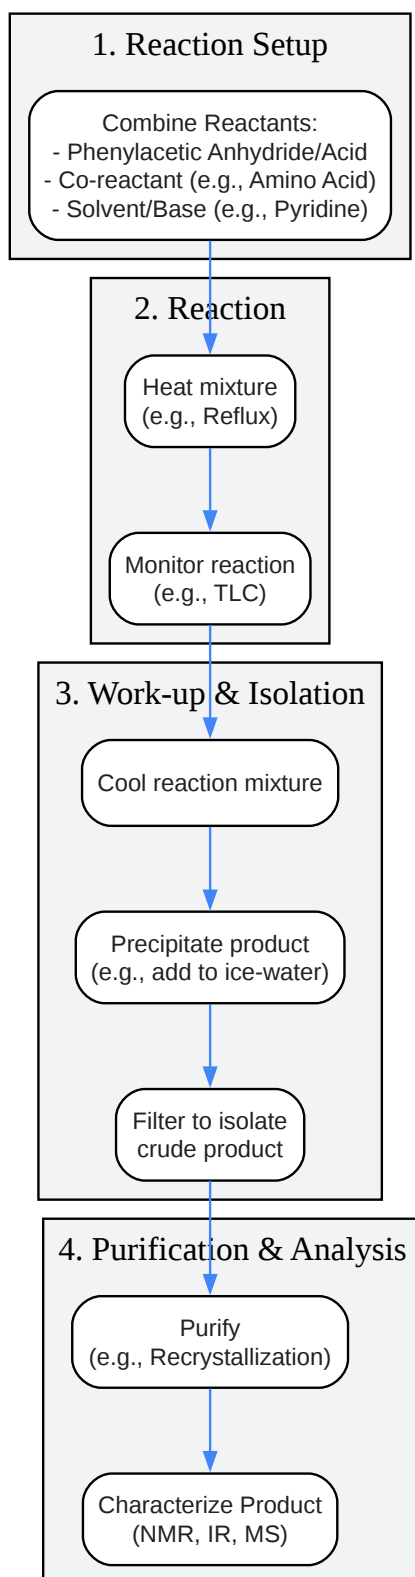 1. Reaction Setup
Combine Reactants:
- Phenylacetic Anhydride/Acid
- Co-reactant (e.g., Amino Acid)
- Solvent/Base (e.g., Pyridine)
2. Reaction
Heat mixture
(e.g., Reflux)
Monitor reaction
(e.g., TLC)
3. Work-up & Isolation
Cool reaction mixture
Precipitate product
(e.g., add to ice-water)
Filter to isolate
crude product
4. Purification & Analysis
Purify
(e.g., Recrystallization)
Characterize Product
(NMR, IR, MS)